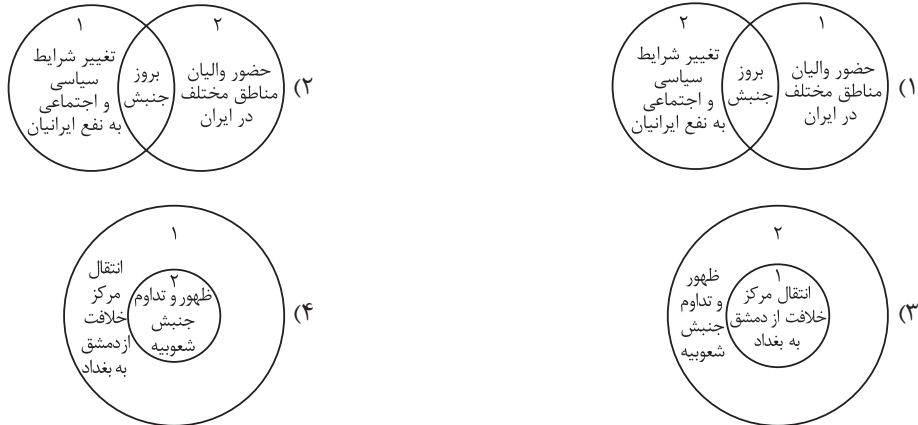 ۱)
۱
حضور والیان
مناطق مختلف
در ایران
بروز
جنبش
۲
تغییر شرایط
سیاسی
و اجتماعی
به نفع ایرانیان
۲)
۲
حضور والیان
مناطق مختلف
در ایران
بروز
جنبش
۱
تغییر شرایط
سیاسی
و اجتماعی
به نفع ایرانیان
۳)
۲
ظهور
و تداوم
جنبش
شعوبیه
۱
انتقال مرکز
خلافت از دمشق
به بغداد
۴)
۱
انتقال
مرکز
خلافت
از دمشق
به بغداد
۲
ظهور و تداوم
جنبش
شعوبیه